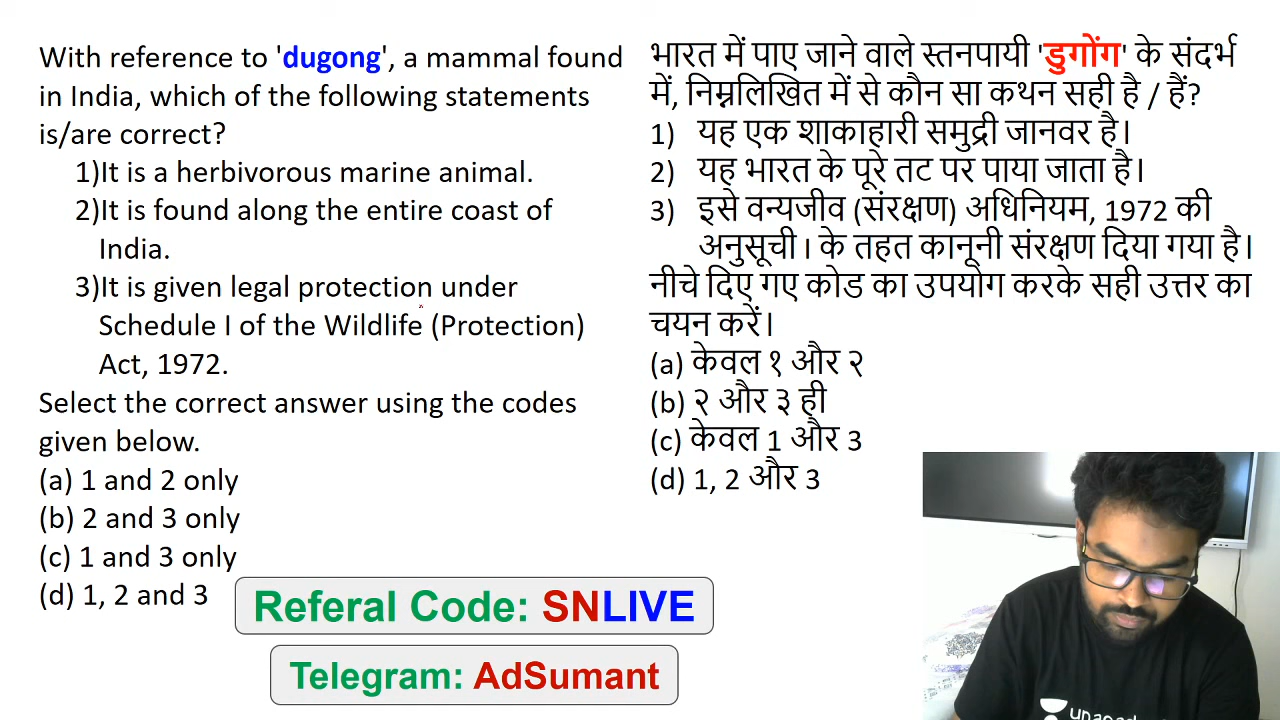 With reference to 'dugong', a mammal found
in India, which of the following statements
is/are correct?
1)It is a herbivorous marine animal.
2)It is found along the entire coast of
India.
3)It is given legal protection under
Schedule I of the Wildlife (Protection)
Act, 1972.
Select the correct answer using the codes
given below.
(a) 1 and 2 only
(b) 2 and 3 only
(c) 1 and 3 only
(d) 1, 2 and 3
भारत में पाए जाने वाले स्तनपायी 'डुगोंग' के संदर्भ
में, निम्नलिखित में से कौन सा कथन सही है / हैं?
1) यह एक शाकाहारी समुद्री जानवर है।
2) यह भारत के पूरे तट पर पाया जाता है।
3) इसे वन्यजीव (संरक्षण) अधिनियम, 1972 की
अनुसूची। के तहत कानूनी संरक्षण दिया गया है।
नीचे दिए गए कोड का उपयोग करके सही उत्तर का
चयन करें।
(a) केवल १ और २
(b) २ और ३ ही
(c) केवल 1 और 3
(d) 1, 2 और 3
Referal Code: SNLIVE
Telegram: AdSumant